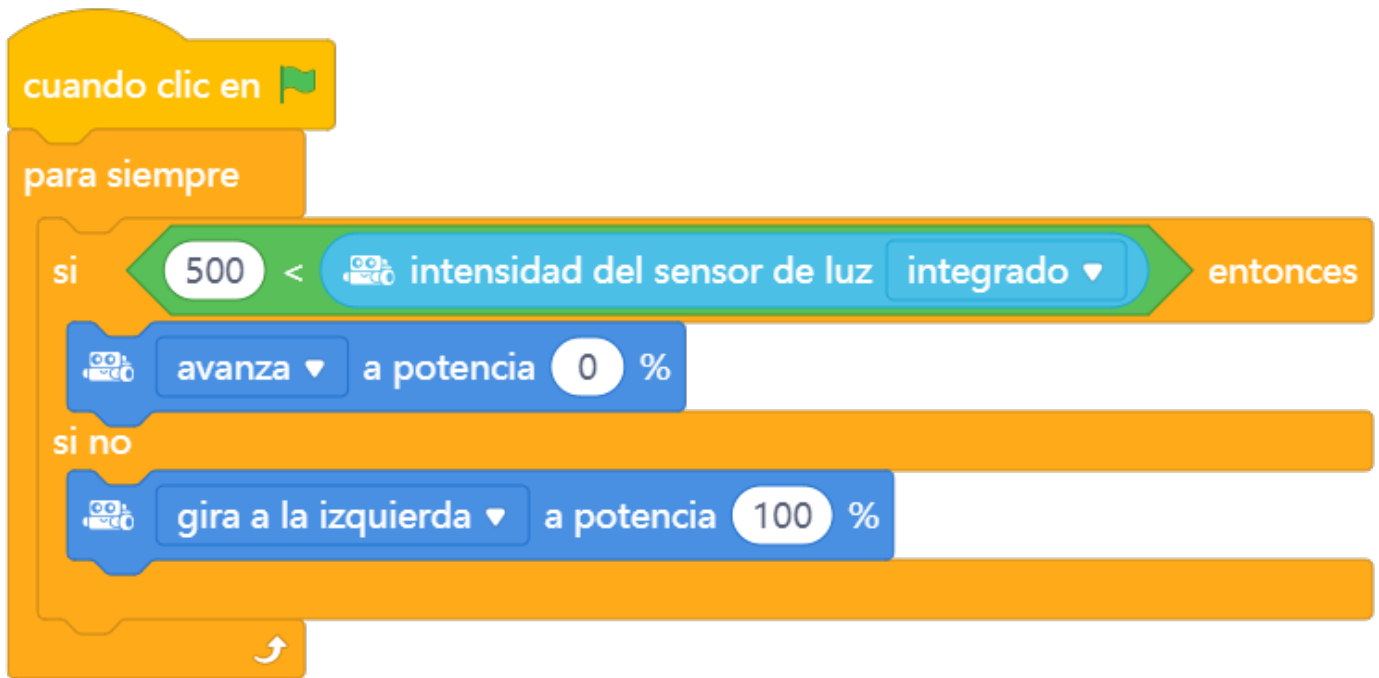 cuando clic en
para siempre
si 500 < intensidad del sensor de luz integrado entonces
avanza a potencia 0 %
si no
gira a la izquierda a potencia 100 %